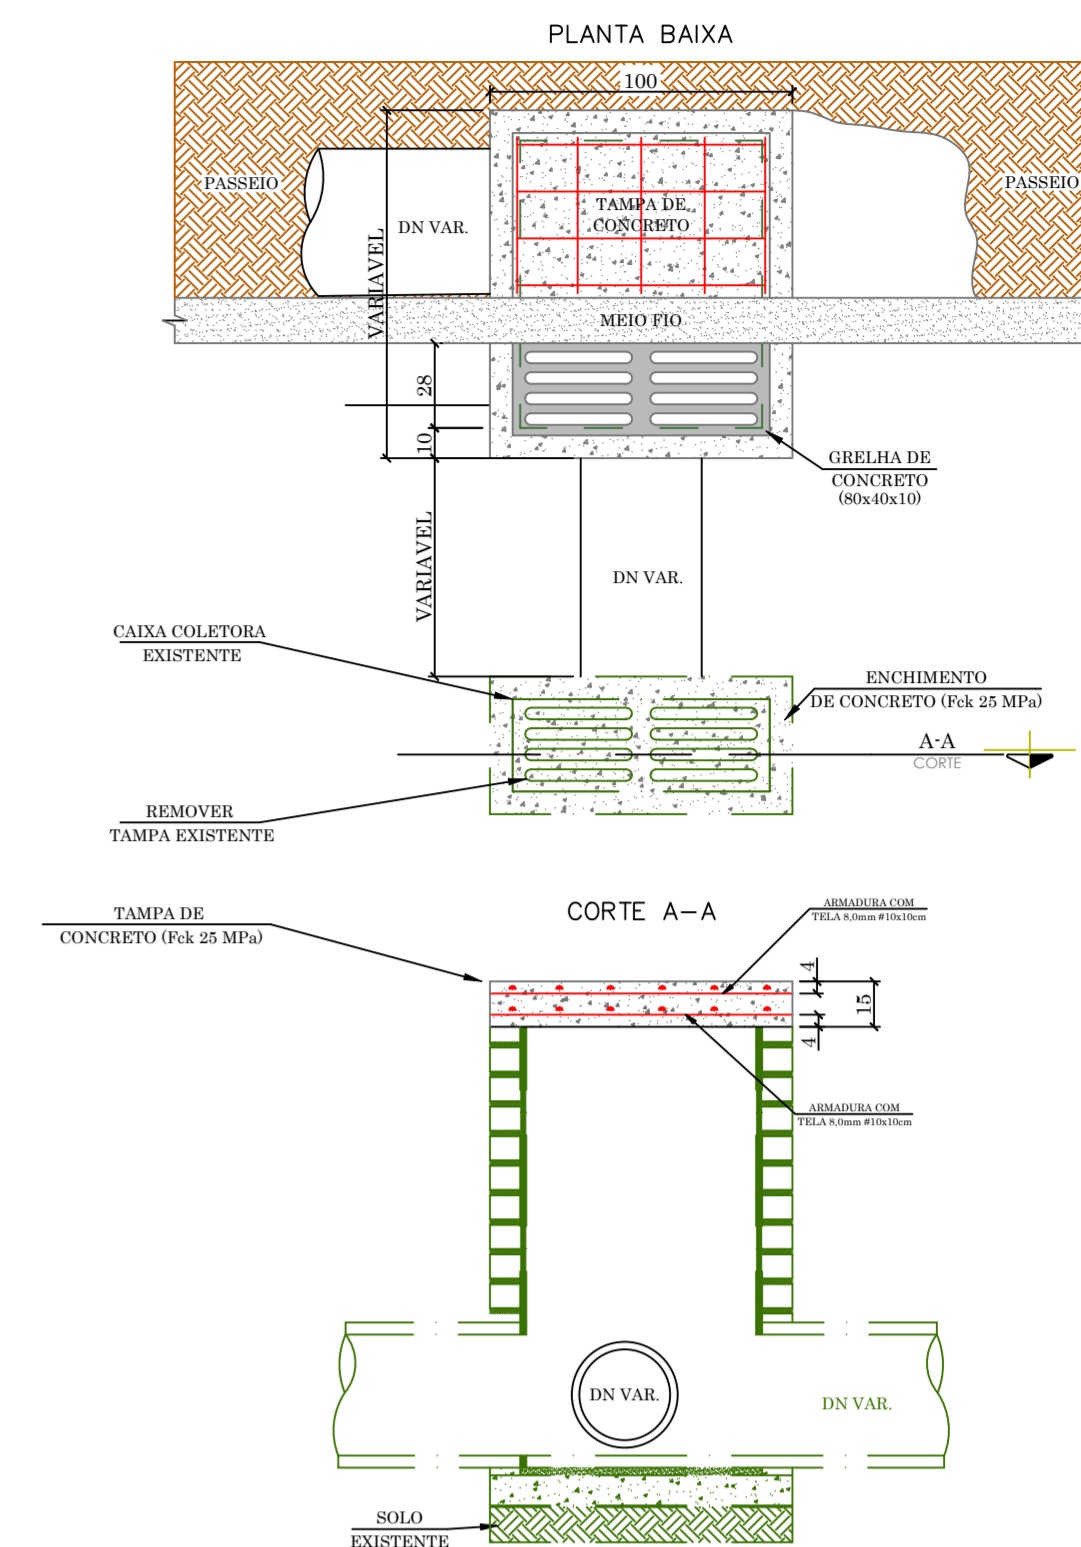 PLANTA BAIXA
100
PASSEIO
PASSEIO
DN VAR.
TAMPA DE
CONCRETO
VARIAVEL
MEIO FIO
28
10
GRELHA DE
CONCRETO
(80x40x10)
VARIAVEL
DN VAR.
CAIXA COLETORA
EXISTENTE
ENCHIMENTO
DE CONCRETO (Fck 25 MPa)
A-A
CORTE
REMOVER
TAMPA EXISTENTE
CORTE A-A
TAMPA DE
CONCRETO (Fck 25 MPa)
ARMADURA COM
TELA 8,0mm #10x10cm
4
15
4
ARMADURA COM
TELA 8,0mm #10x10cm
DN VAR.
DN VAR.
SOLO
EXISTENTE